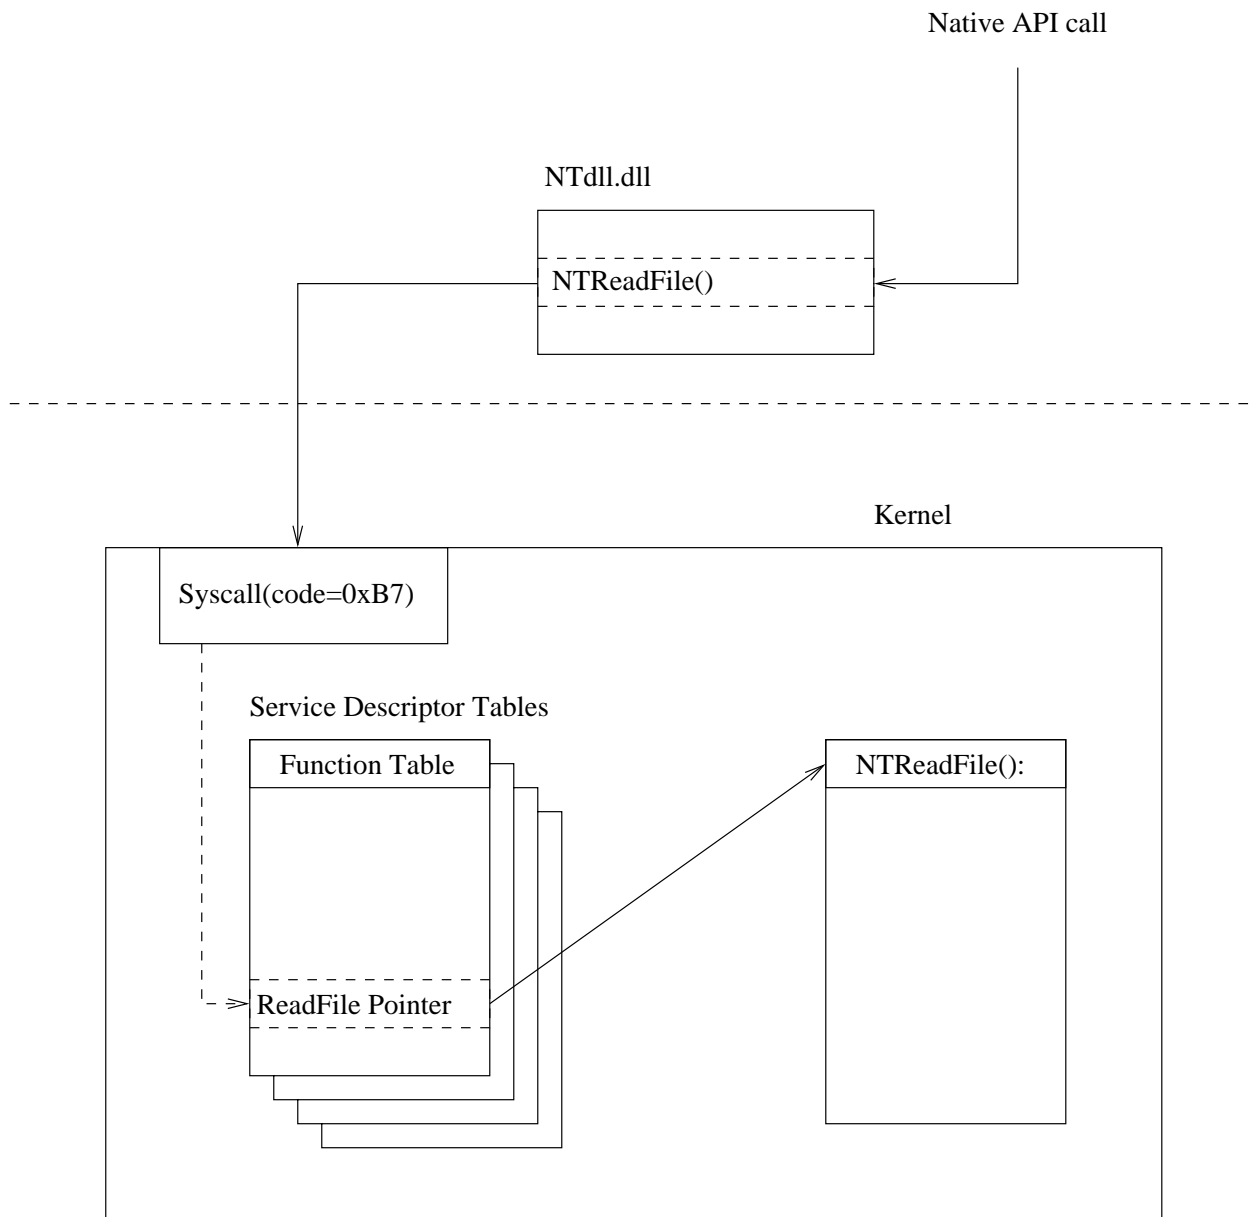 Native API call
NTdll.dll
NTReadFile()
Kernel
Syscall(code=0xB7)
Service Descriptor Tables
Function Table
NTReadFile():
ReadFile Pointer